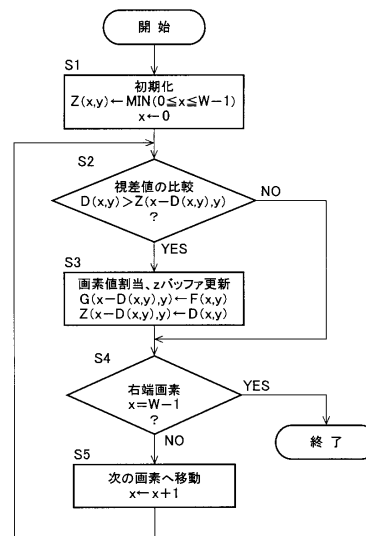 開 始
S1
初期化
Z(x,y)←MIN(0≦x≦W−1)
x←0
S2
視差値の比較
D(x,y)>Z(x−D(x,y),y)
?
NO
YES
S3
画素値割当、zバッファ更新
G(x−D(x,y),y)←F(x,y)
Z(x−D(x,y),y)←D(x,y)
S4
右端画素
x=W−1
?
YES
NO
終 了
S5
次の画素へ移動
x←x+1